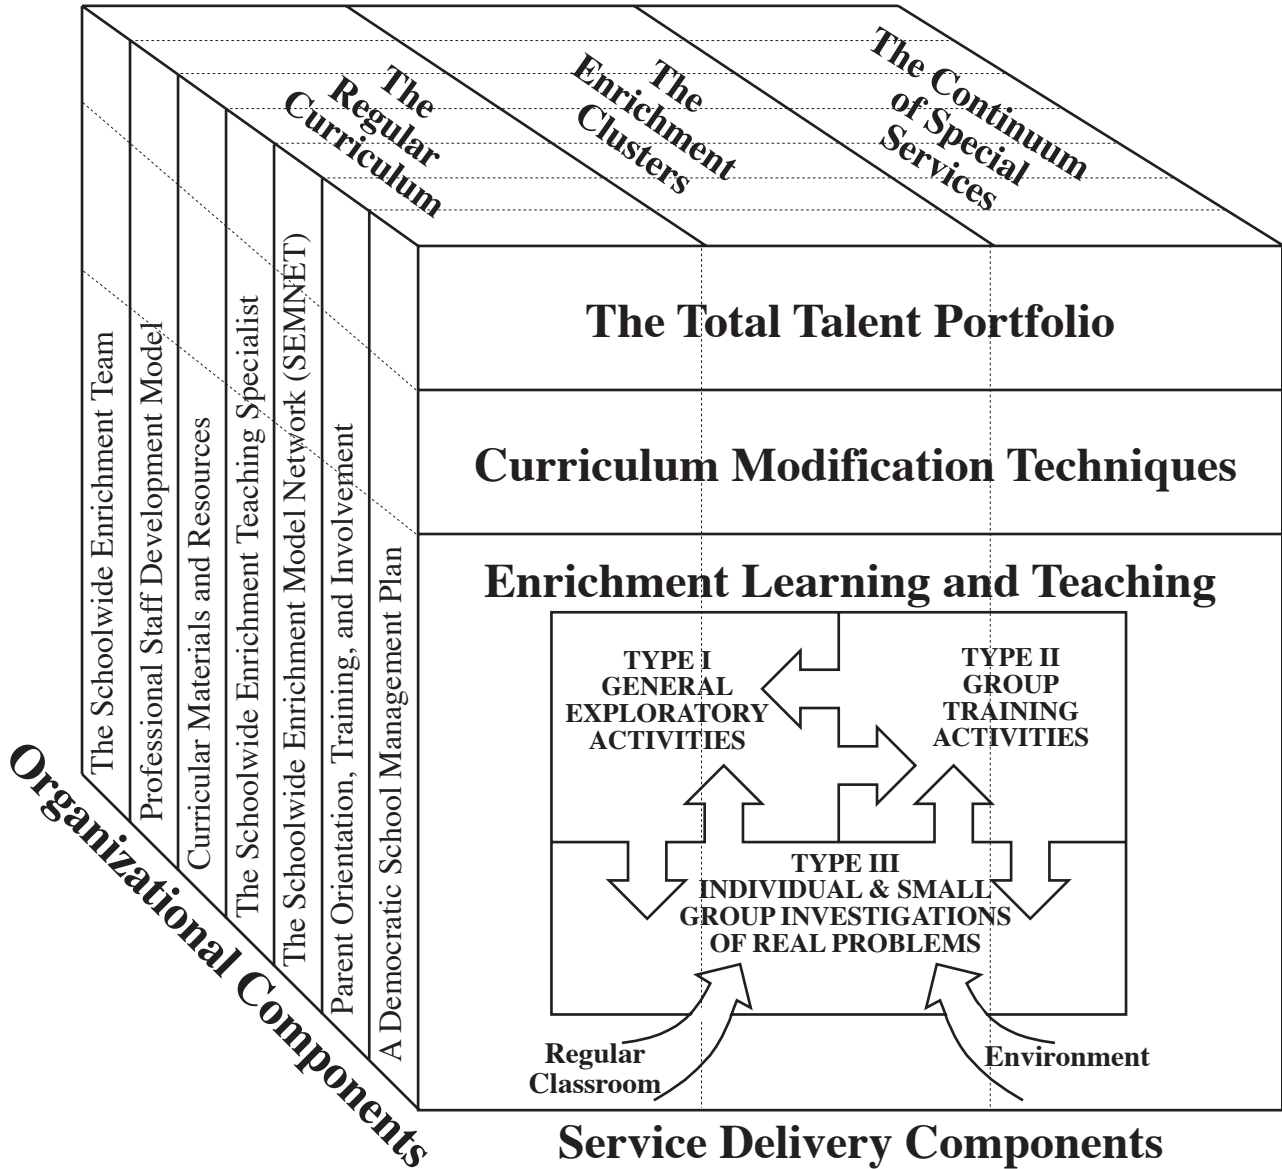 The
Regular
Curriculum
The
Enrichment
Clusters
The Continuum
of Special
Services
The Schoolwide Enrichment Team
Professional Staff Development Model
Curricular Materials and Resources
The Schoolwide Enrichment Teaching Specialist
The Schoolwide Enrichment Model Network (SEMNET)
Parent Orientation, Training, and Involvement
A Democratic School Management Plan
Organizational Components
The Total Talent Portfolio
Curriculum Modification Techniques
Enrichment Learning and Teaching
TYPE I
GENERAL
EXPLORATORY
ACTIVITIES
TYPE II
GROUP
TRAINING
ACTIVITIES
TYPE III
INDIVIDUAL & SMALL
GROUP INVESTIGATIONS
OF REAL PROBLEMS
Regular
Classroom
Environment
Service Delivery Components